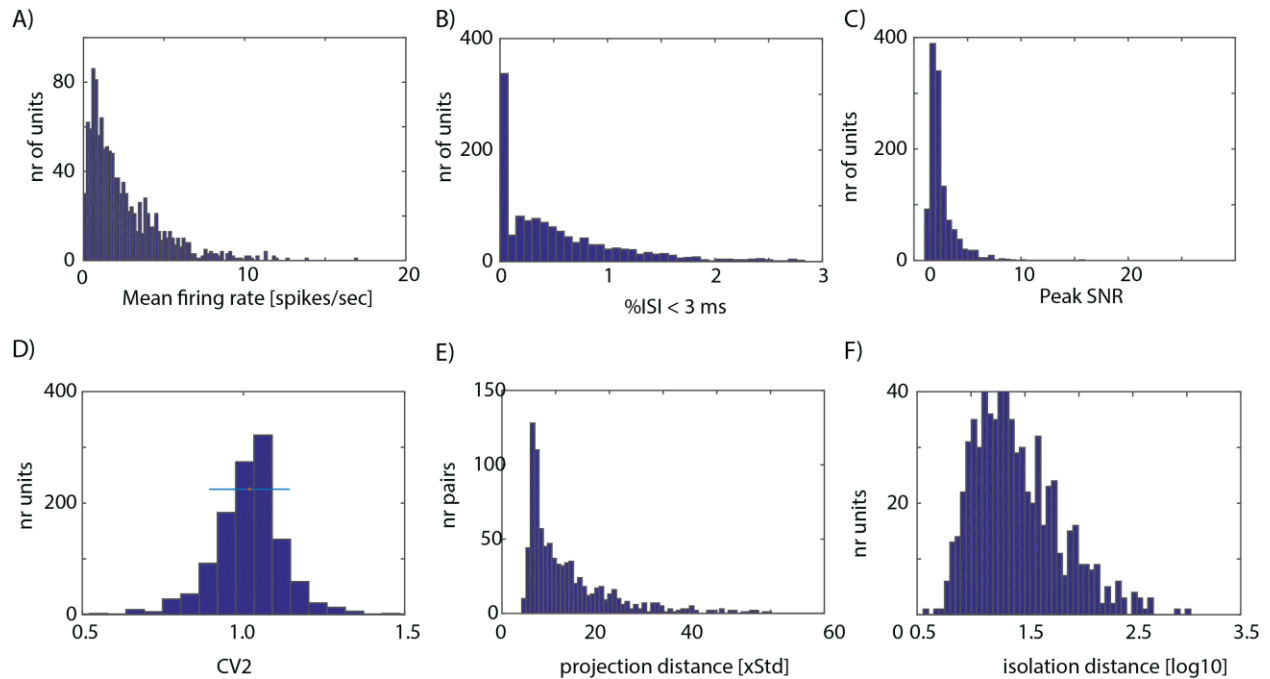 A)
80
40
0
nr of units
0 10 20
Mean firing rate [spikes/sec]
B)
400
200
0
nr of units
0 1 2 3
%ISI < 3 ms
C)
400
200
0
nr of units
0 10 20
Peak SNR
D)
400
200
0
nr units
0.5 1.0 1.5
CV2
E)
150
100
50
0
nr pairs
0 20 40 60
projection distance [xStd]
F)
40
20
0
nr units
0.5 1.5 2.5 3.5
isolation distance [log10]